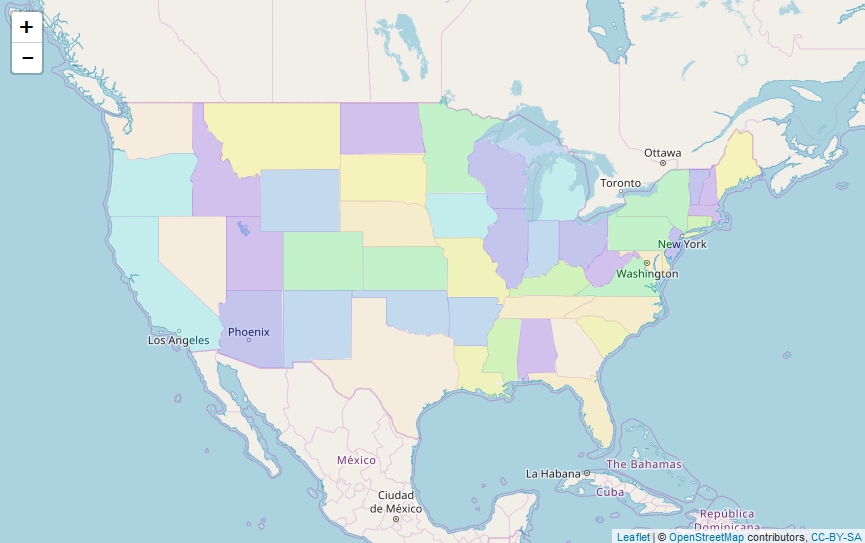 +
−
Ottawa
Toronto
New York
Washington
Los Angeles
Phoenix
México
Ciudad
de México
La Habana
The Bahamas
Cuba
República
Dominicana
Leaflet | © OpenStreetMap contributors, CC-BY-SA